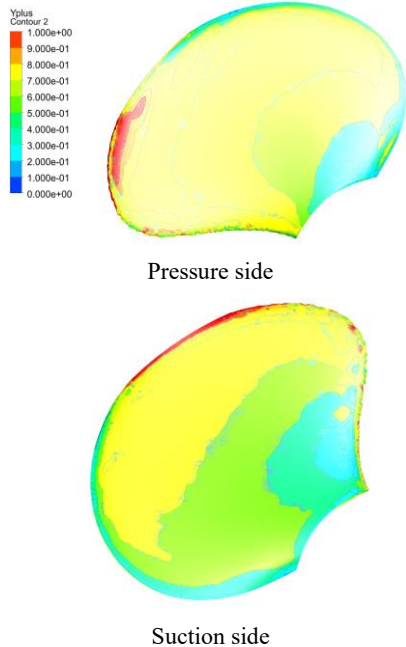 Yplus
Contour 2
1.000e+00
9.000e-01
8.000e-01
7.000e-01
6.000e-01
5.000e-01
4.000e-01
3.000e-01
2.000e-01
1.000e-01
0.000e+00
Pressure side
Suction side